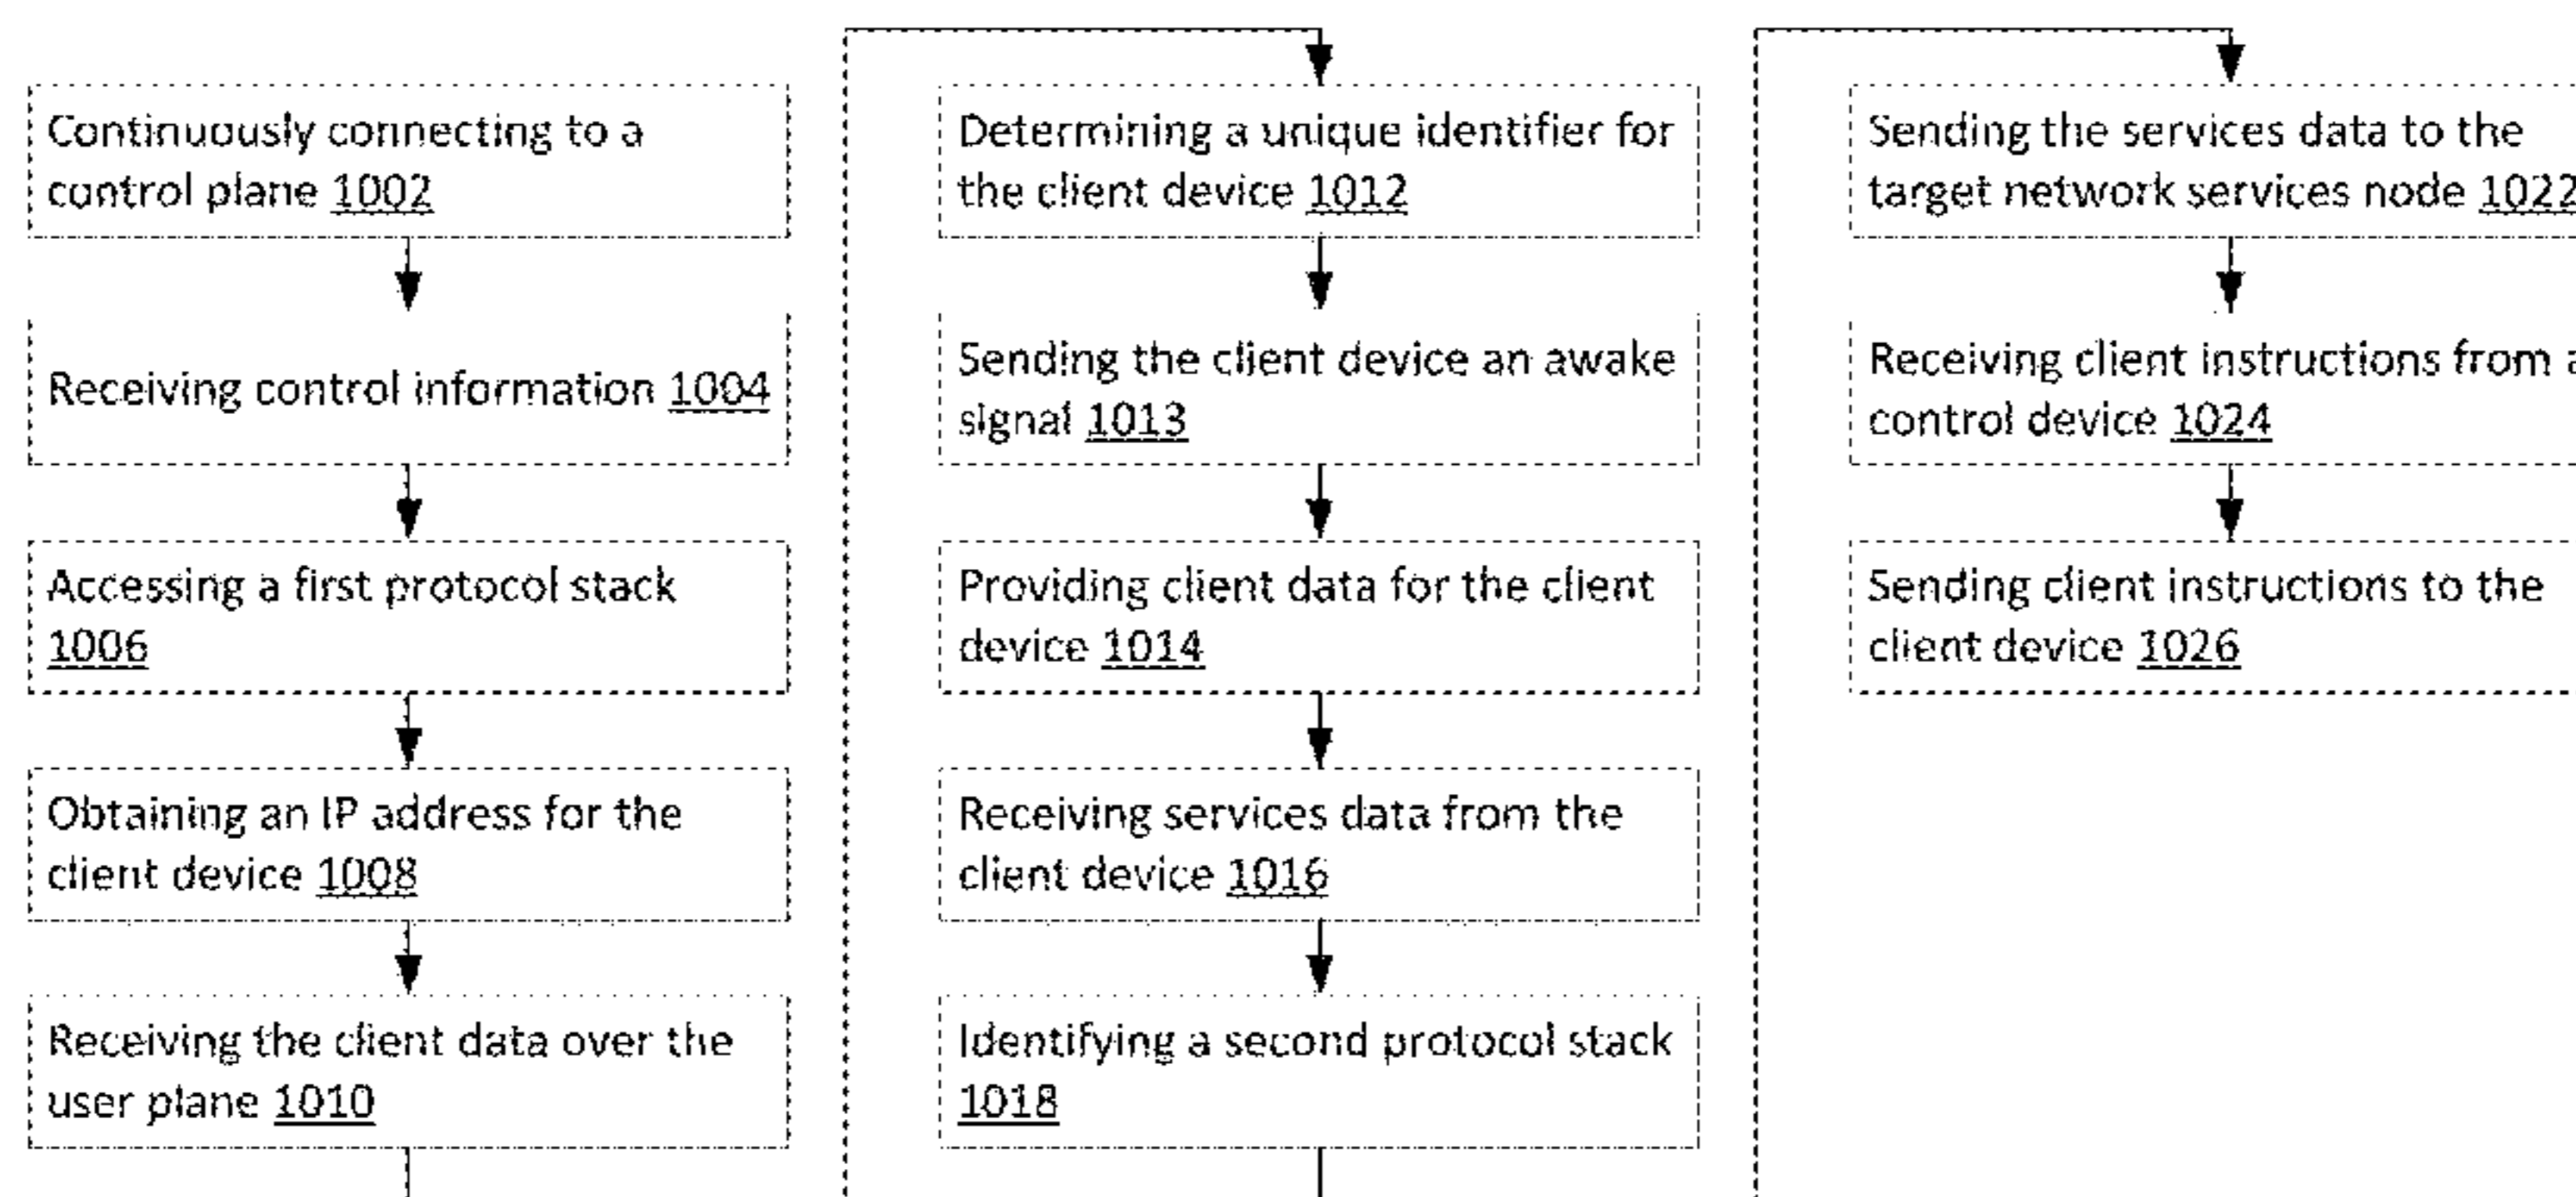 Continuously connecting to a
control plane 1002
Receiving control information 1004
Accessing a first protocol stack
1006
Obtaining an IP address for the
client device 1008
Receiving the client data over the
user plane 1010
Determining a unique identifier for
the client device 1012
Sending the client device an awake
signal 1013
Providing client data for the client
device 1014
Receiving services data from the
client device 1016
Identifying a second protocol stack
1018
Sending the services data to the
target network services node 1022
Receiving client instructions from a
control device 1024
Sending client instructions to the
client device 1026